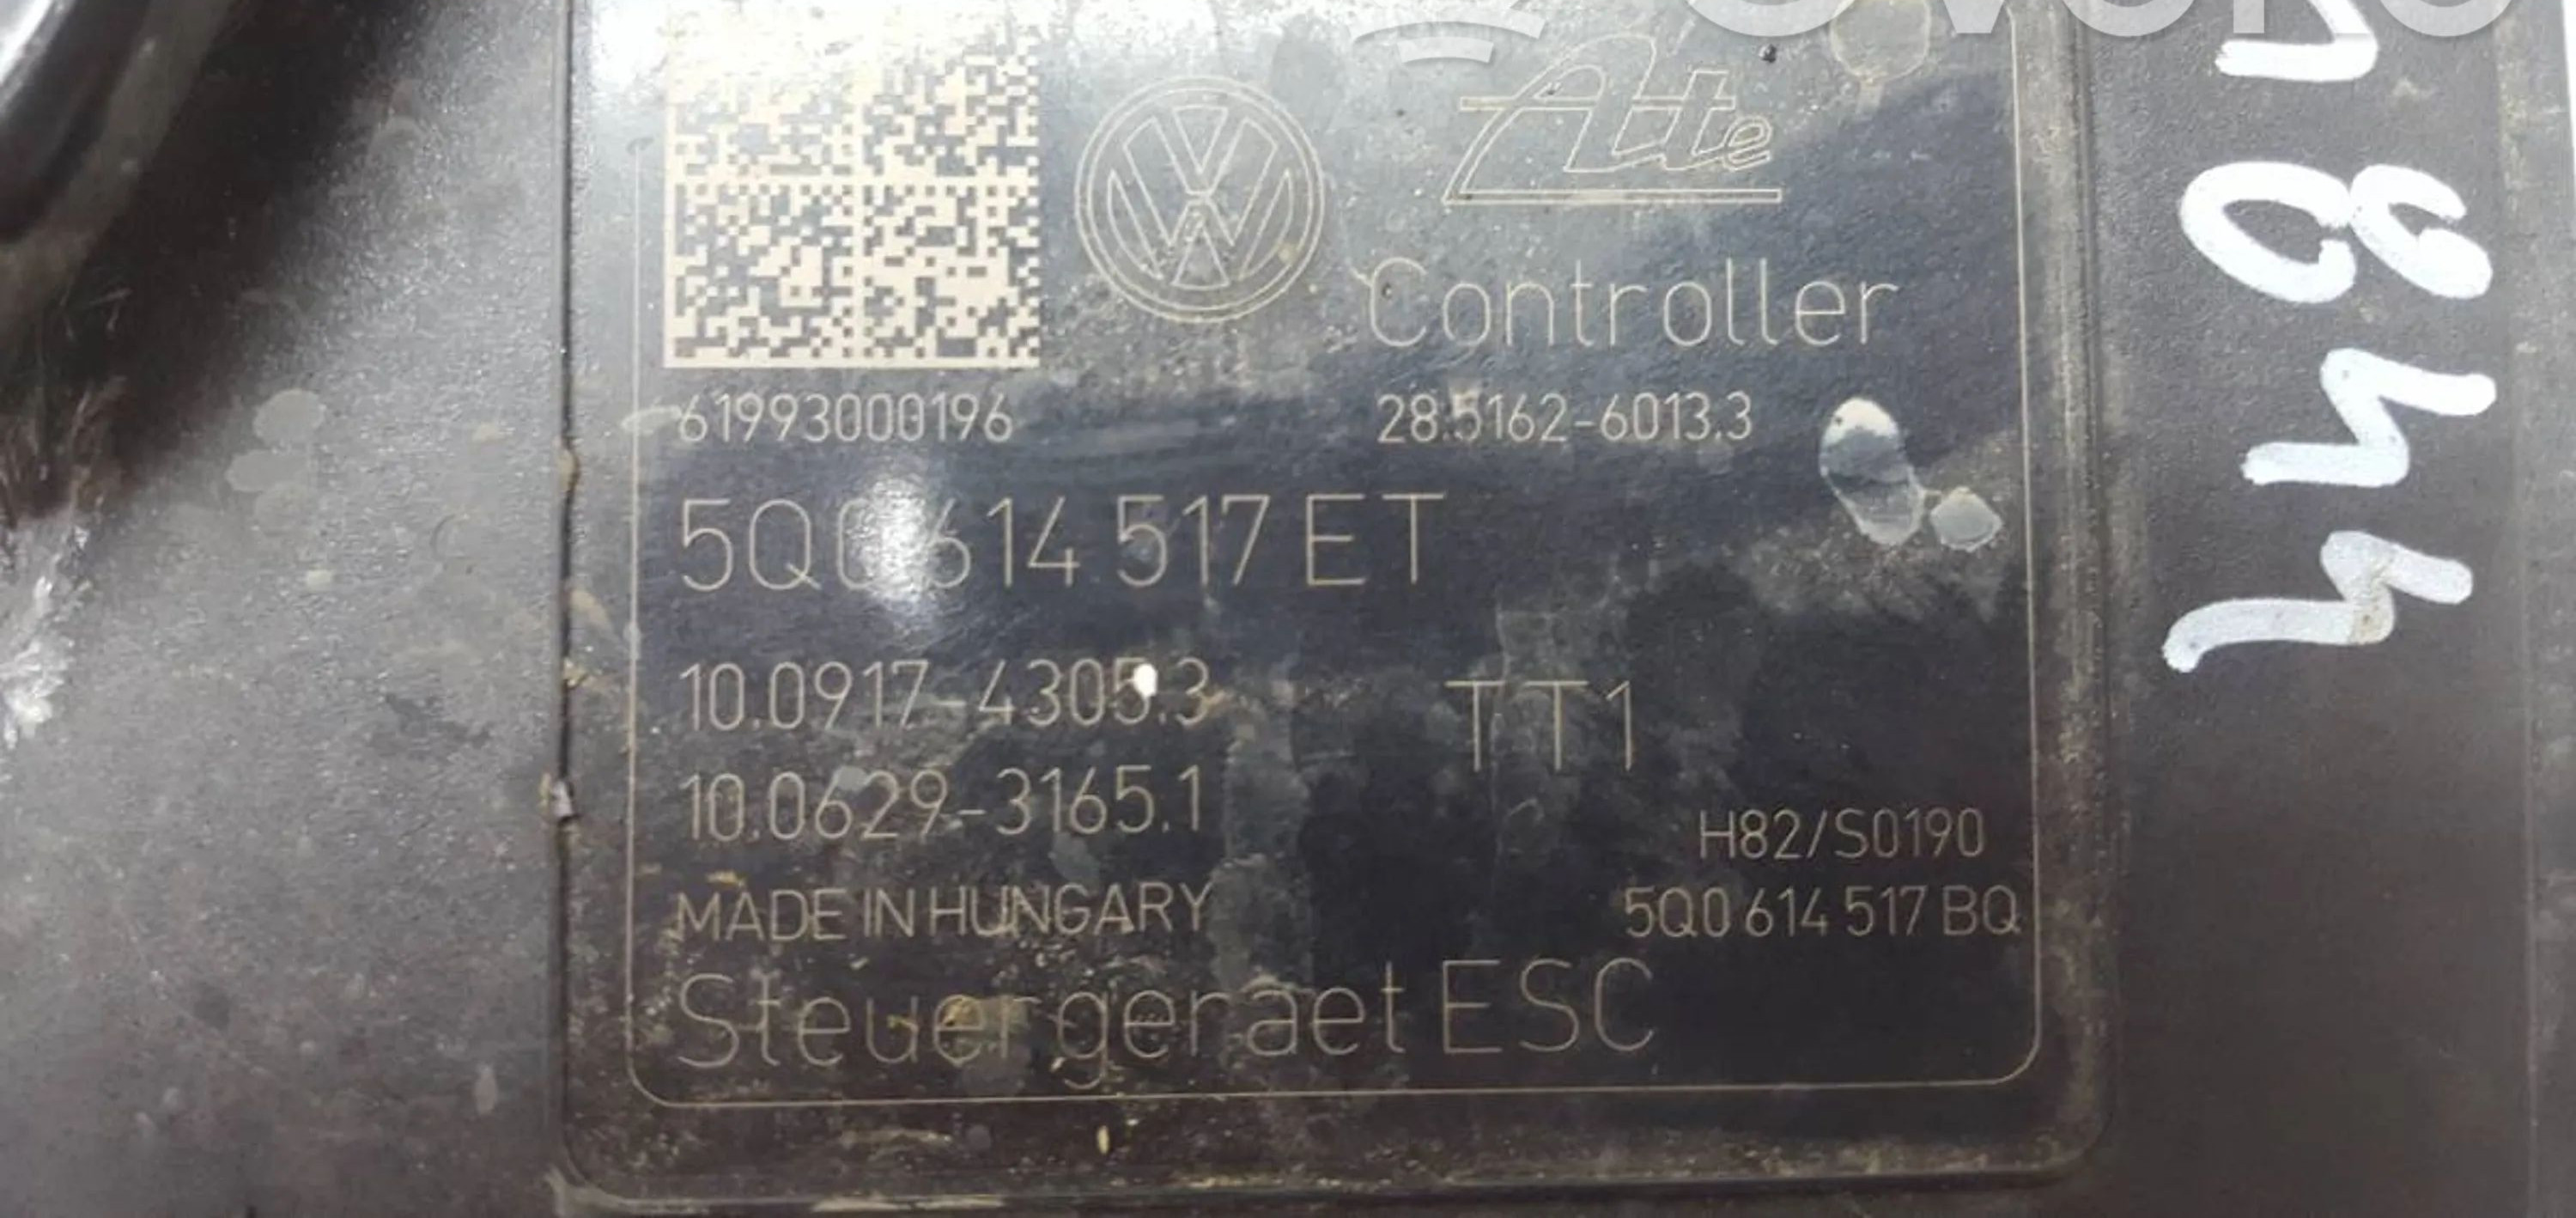 Ate
Controller
61993000196
28.5162-6013.3
5Q0 614 517 ET
10.0917-4305.3
TT1
10.0629-3165.1
H82/S0190
MADE IN HUNGARY
5Q0 614 517 BQ
Steuergeraet ESC